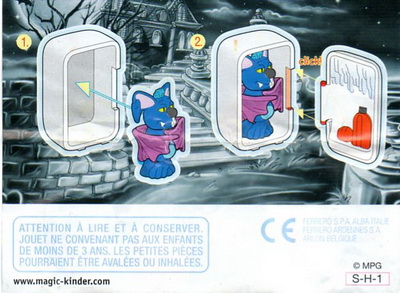 1.
2.
click!
ATTENTION À LIRE ET À CONSERVER.
JOUET NE CONVENANT PAS AUX ENFANTS
DE MOINS DE 3 ANS. LES PETITES PIÈCES
POURRAIENT ÊTRE AVALÉES OU INHALÉES.
FERRERO S.P.A. ALBA ITALIE
FERRERO ARDENNES S.A.
ARLON BELGIQUE
© MPG
www.magic-kinder.com
S-H-1